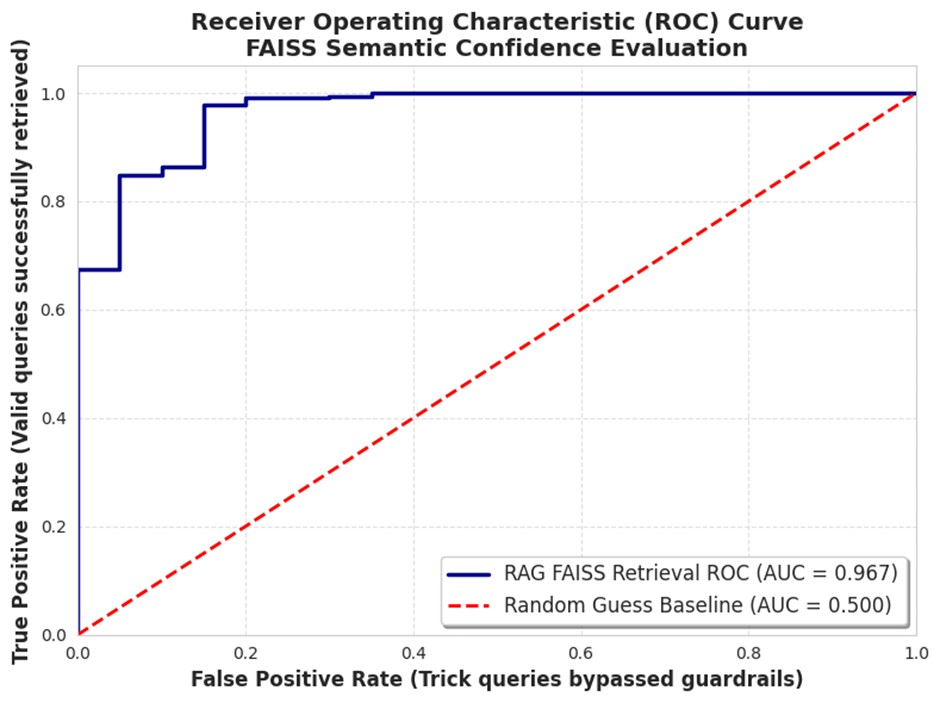 Receiver Operating Characteristic (ROC) Curve
FAISS Semantic Confidence Evaluation
True Positive Rate (Valid queries successfully retrieved)
1.0
0.8
0.6
0.4
0.2
0.0
RAG FAISS Retrieval ROC (AUC = 0.967)
Random Guess Baseline (AUC = 0.500)
0.0 0.2 0.4 0.6 0.8 1.0
False Positive Rate (Trick queries bypassed guardrails)